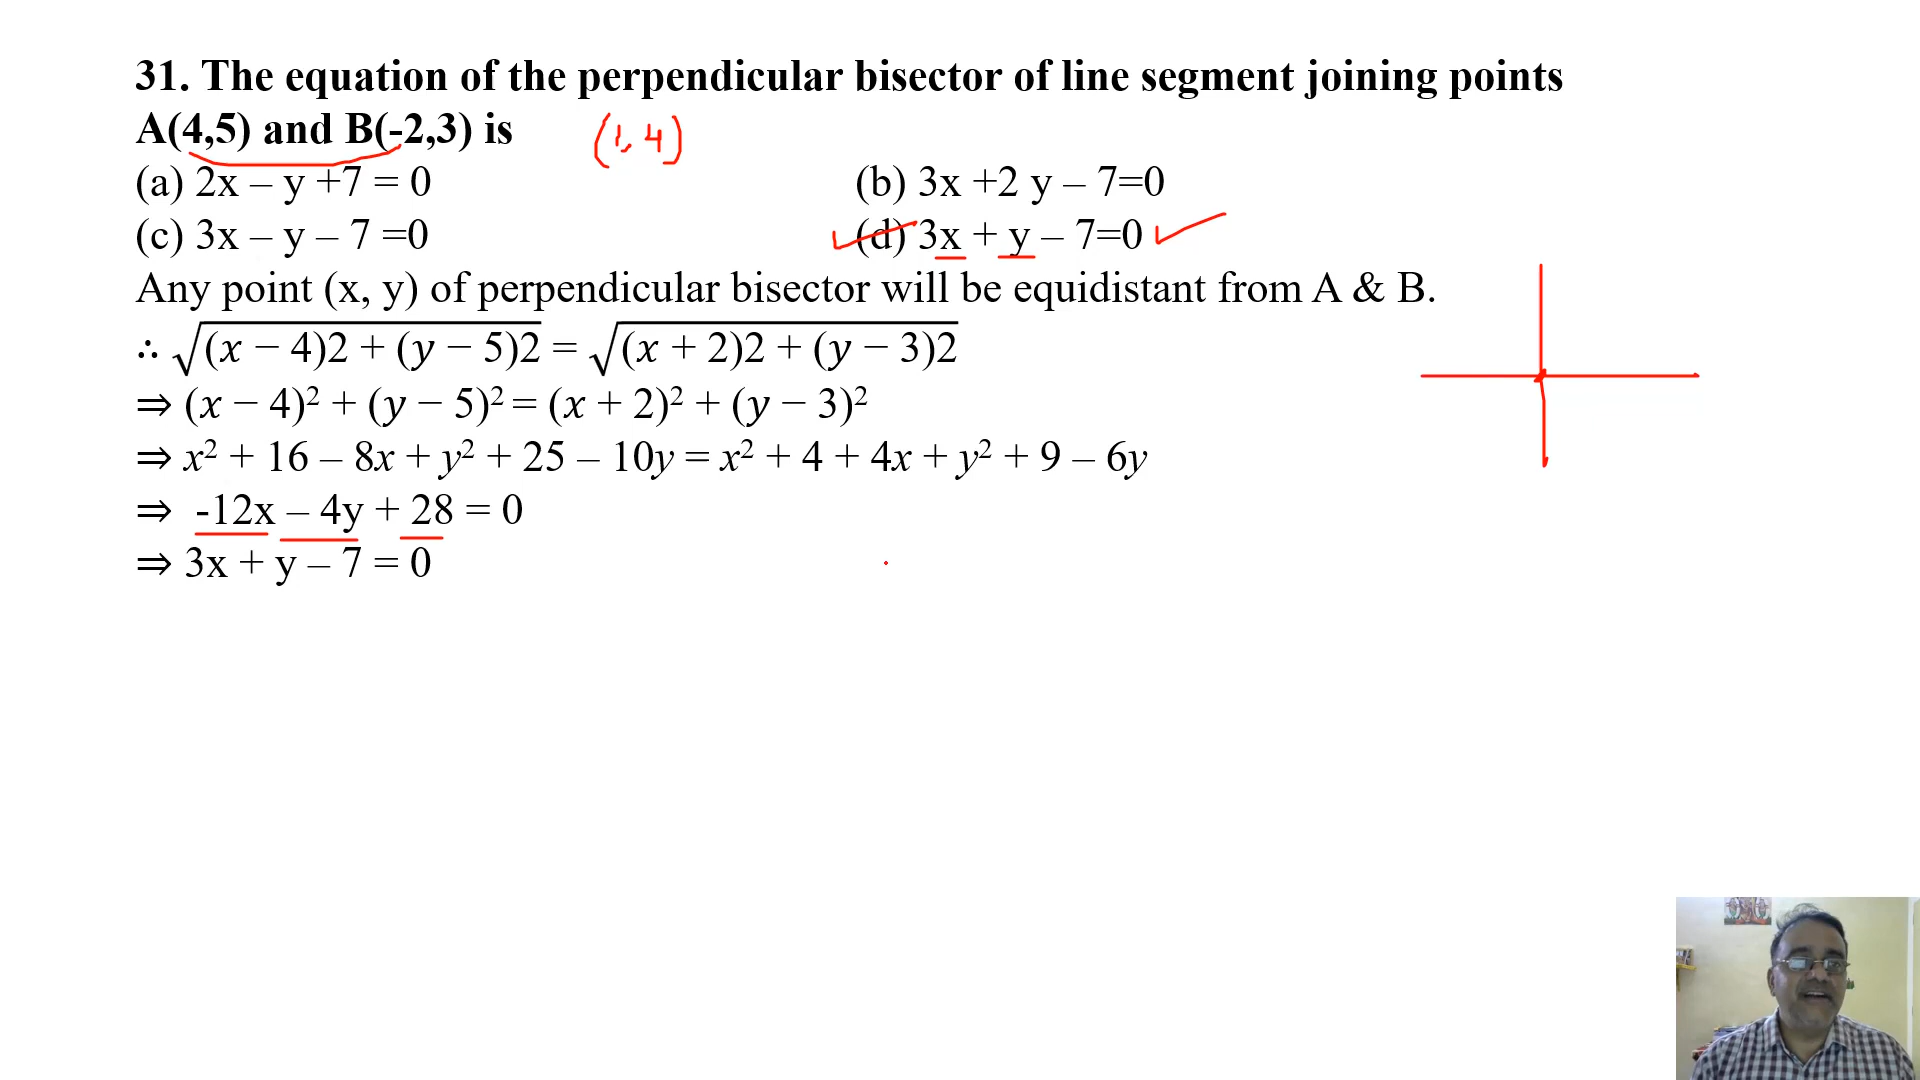 31. The equation of the perpendicular bisector of line segment joining points
A(4,5) and B(-2,3) is (1, 4)
(a) 2x – y +7 = 0 (b) 3x +2 y – 7=0
(c) 3x – y – 7 =0 (d) 3x + y – 7=0
Any point (x, y) of perpendicular bisector will be equidistant from A & B.
∴ √(x − 4)2 + (y − 5)2 = √(x + 2)2 + (y − 3)2
⇒ (x − 4)² + (y − 5)² = (x + 2)² + (y − 3)²
⇒ x² + 16 – 8x + y² + 25 – 10y = x² + 4 + 4x + y² + 9 – 6y
⇒ -12x – 4y + 28 = 0
⇒ 3x + y – 7 = 0